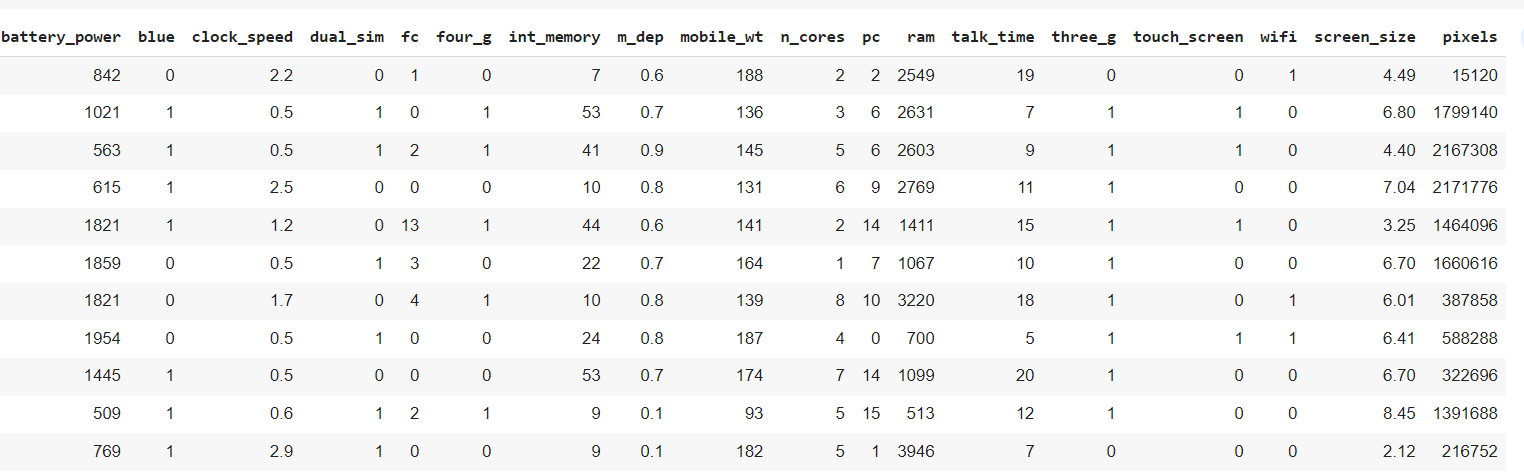 battery_power blue clock_speed dual_sim fc four_g int_memory m_dep mobile_wt n_cores pc ram talk_time three_g touch_screen wifi screen_size pixels
842 0 2.2 0 1 0 7 0.6 188 2 2 2549 19 0 0 1 4.49 15120
1021 1 0.5 1 0 1 53 0.7 136 3 6 2631 7 1 1 0 6.80 1799140
563 1 0.5 1 2 1 41 0.9 145 5 6 2603 9 1 1 0 4.40 2167308
615 1 2.5 0 0 0 10 0.8 131 6 9 2769 11 1 0 0 7.04 2171776
1821 1 1.2 0 13 1 44 0.6 141 2 14 1411 15 1 1 0 3.25 1464096
1859 0 0.5 1 3 0 22 0.7 164 1 7 1067 10 1 0 0 6.70 1660616
1821 0 1.7 0 4 1 10 0.8 139 8 10 3220 18 1 0 1 6.01 387858
1954 0 0.5 1 0 0 24 0.8 187 4 0 700 5 1 1 1 6.41 588288
1445 1 0.5 0 0 0 53 0.7 174 7 14 1099 20 1 0 0 6.70 322696
509 1 0.6 1 2 1 9 0.1 93 5 15 513 12 1 0 0 8.45 1391688
769 1 2.9 1 0 0 9 0.1 182 5 1 3946 7 0 0 0 2.12 216752